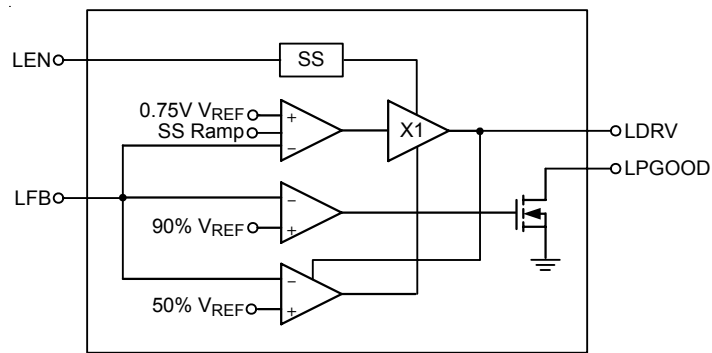 LEN
SS
0.75V VREF
+
SS Ramp
−
X1
LDRV
LPGOOD
LFB
−
90% VREF
+
−
50% VREF
+